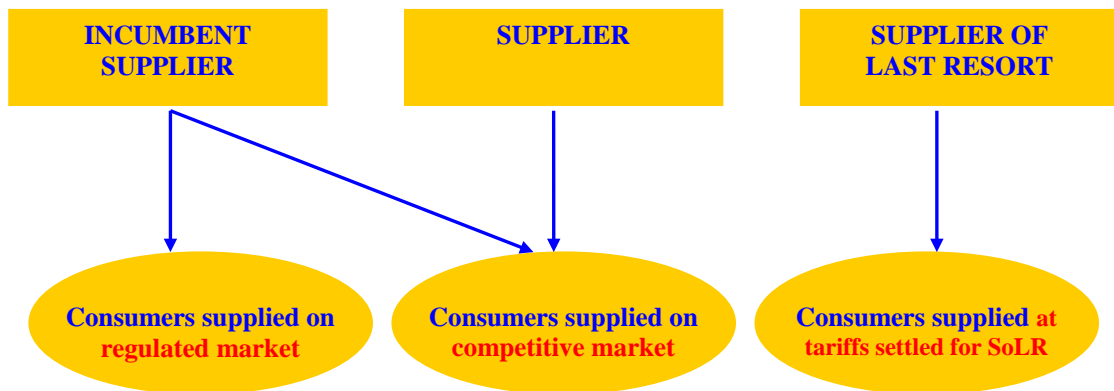 INCUMBENT
SUPPLIER
SUPPLIER
SUPPLIER OF
LAST RESORT
Consumers supplied on
regulated market
Consumers supplied on
competitive market
Consumers supplied at
tariffs settled for SoLR